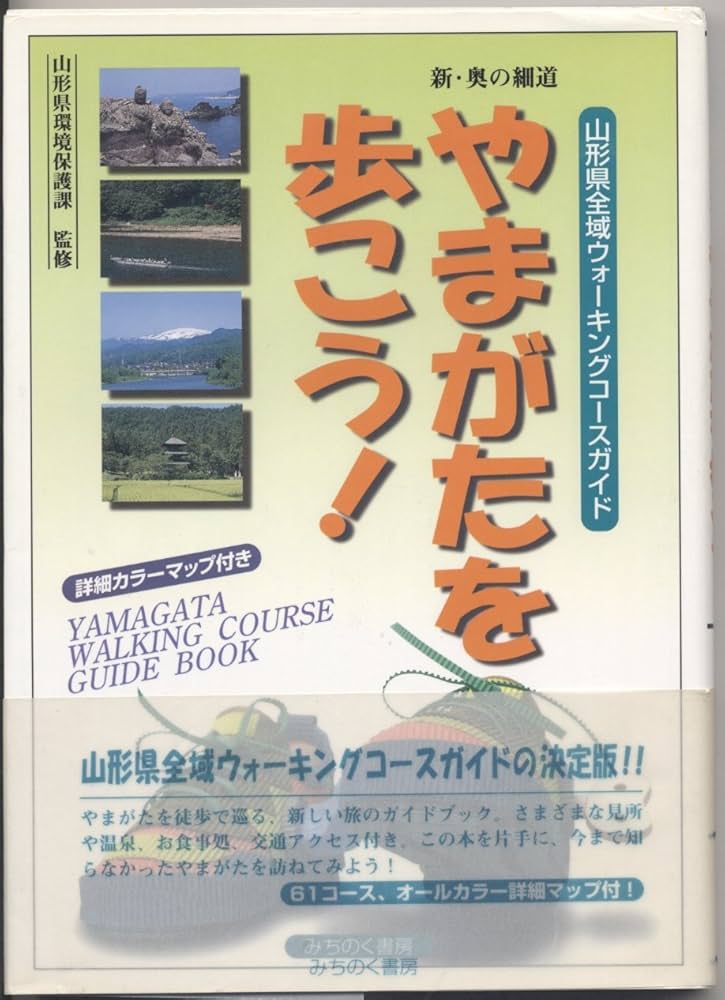 山形県環境保護課 監修
新・奥の細道
山形県全域ウォーキングコースガイド
やまがたを
歩こう!
詳細カラーマップ付き
YAMAGATA
WALKING COURSE
GUIDE BOOK
山形県全域ウォーキングコースガイドの決定版!!
やまがたを徒歩で巡る、新しい旅のガイドブック。さまざまな見所
や温泉、お食事処、交通アクセス付き。この本を片手に、今まで知
らなかったやまがたを訪ねてみよう!
61コース、オールカラー詳細マップ付!
みちのく書房
みちのく書房